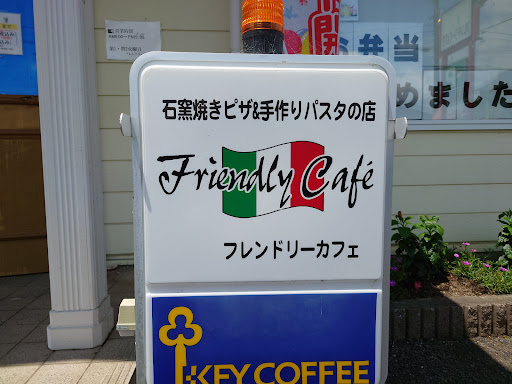 石窯焼きピザ&手作りパスタの店
Friendly Café
フレンドリーカフェ
KEY COFFEE
弁当
めました